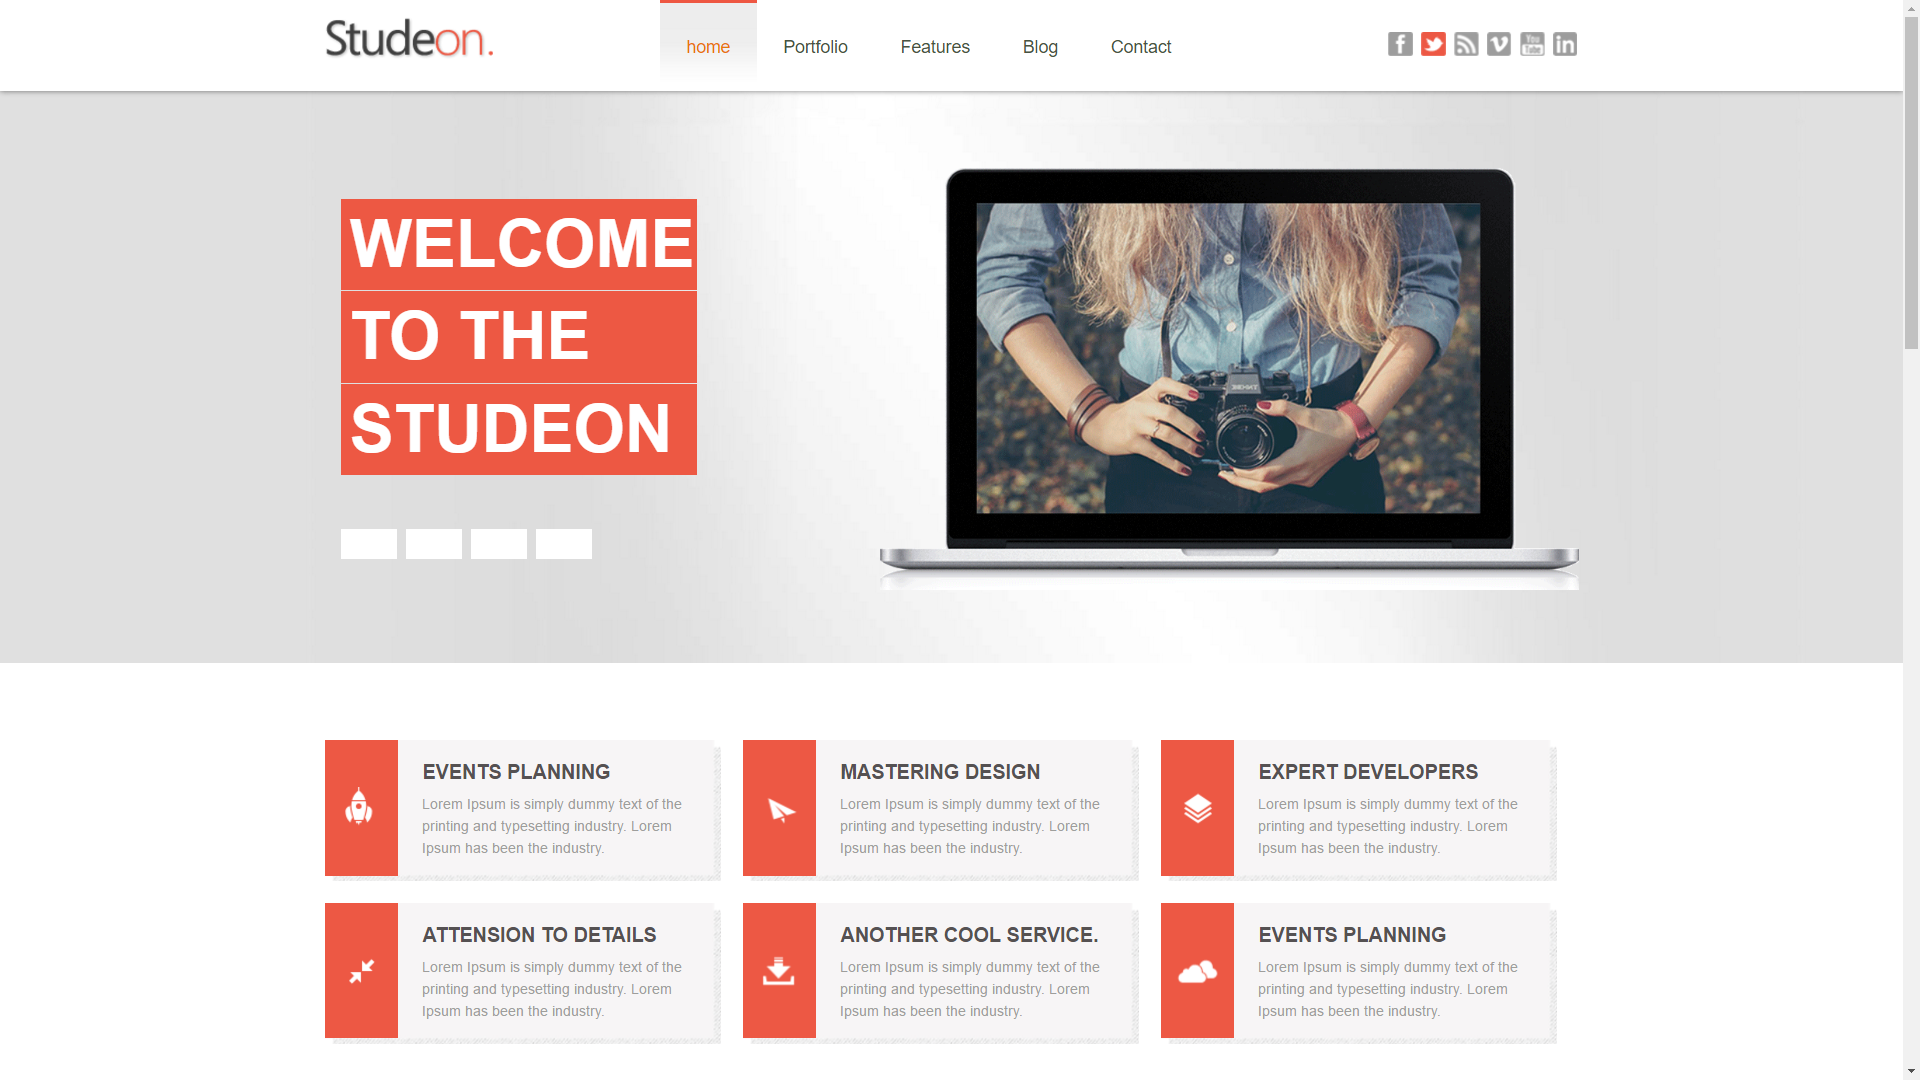 Studeon.
home
Portfolio
Features
Blog
Contact
You
Tube
WELCOME
TO THE
STUDEON
EVENTS PLANNING
Lorem Ipsum is simply dummy text of the
printing and typesetting industry. Lorem
Ipsum has been the industry.
MASTERING DESIGN
Lorem Ipsum is simply dummy text of the
printing and typesetting industry. Lorem
Ipsum has been the industry.
EXPERT DEVELOPERS
Lorem Ipsum is simply dummy text of the
printing and typesetting industry. Lorem
Ipsum has been the industry.
ATTENSION TO DETAILS
Lorem Ipsum is simply dummy text of the
printing and typesetting industry. Lorem
Ipsum has been the industry.
ANOTHER COOL SERVICE.
Lorem Ipsum is simply dummy text of the
printing and typesetting industry. Lorem
Ipsum has been the industry.
EVENTS PLANNING
Lorem Ipsum is simply dummy text of the
printing and typesetting industry. Lorem
Ipsum has been the industry.